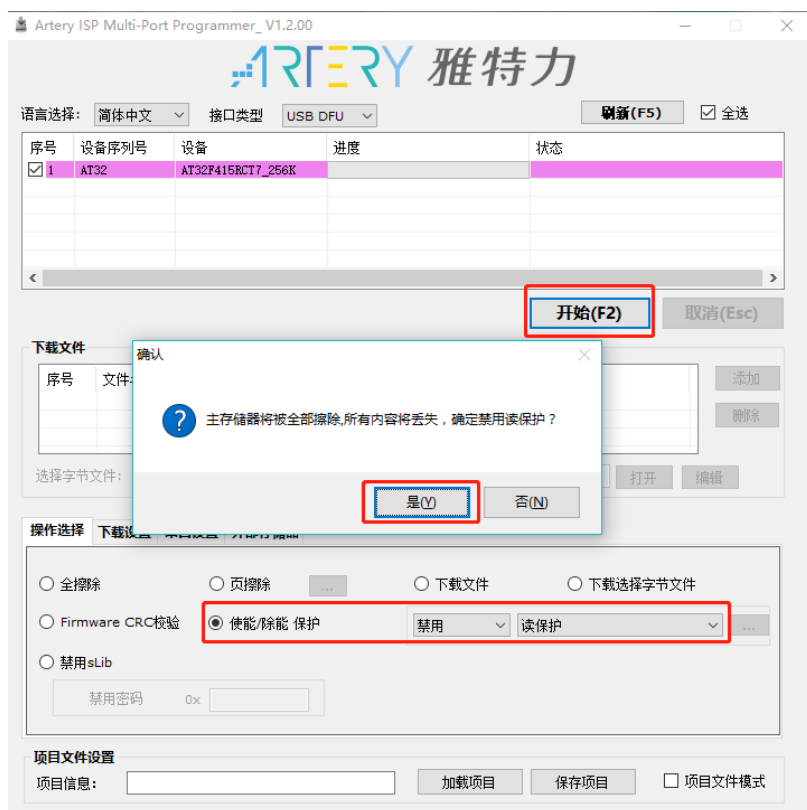 Artery ISP Multi-Port Programmer_ V1.2.00
ARTERY 雅特力
语言选择: 简体中文 接口类型 USB DFU 刷新(F5) 全选
序号 设备序列号 设备 进度 状态
1 AT32 AT32F415RCT7_256K
开始(F2) 取消(Esc)
下载文件
确认
序号 文件 添加
主存储器将被全部擦除,所有内容将丢失，确定禁用读保护？
删除
选择字节文件: 打开 编辑
是(Y) 否(N)
操作选择 下载设置 串口设置 外部存储器
全擦除 页擦除 ... 下载文件 下载选择字节文件
Firmware CRC校验 使能/除能 保护 禁用 读保护 ...
禁用sLib
禁用密码 0x
项目文件设置
项目信息: 加载项目 保存项目 项目文件模式